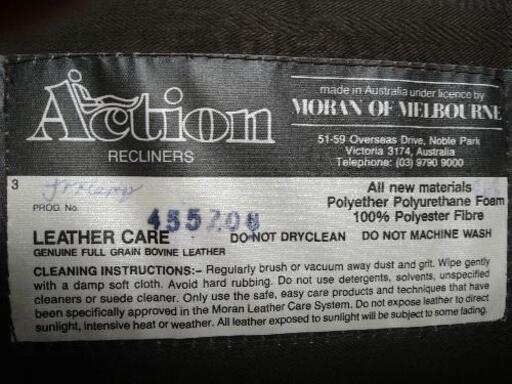 Action
RECLINERS
made in Australia under licence by
MORAN OF MELBOURNE
51-59 Overseas Drive, Noble Park
Victoria 3174, Australia
Telephone: (03) 9790 9000
3
PROD. No.
455708
All new materials
Polyether Polyurethane Foam
100% Polyester Fibre
LEATHER CARE DO NOT DRYCLEAN DO NOT MACHINE WASH
GENUINE FULL GRAIN BOVINE LEATHER
CLEANING INSTRUCTIONS:- Regularly brush or vacuum away dust and grit. Wipe gently
with a damp soft cloth. Avoid hard rubbing. Do not use detergents, solvents, unspecified
cleaners or suede cleaner. Only use the safe, easy care products and techniques that have
been specifically approved in the Moran Leather Care System. Do not expose leather to direct
sunlight, intensive heat or weather. All leather exposed to sunlight will be subject to some fading.